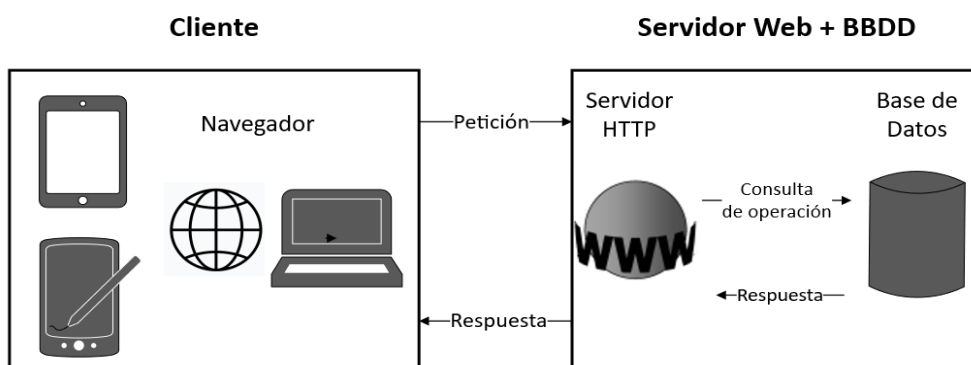 Cliente
Servidor Web + BBDD
Navegador
Petición
Respuesta
Servidor
HTTP
Base de
Datos
Consulta
de operación
WWW
Respuesta